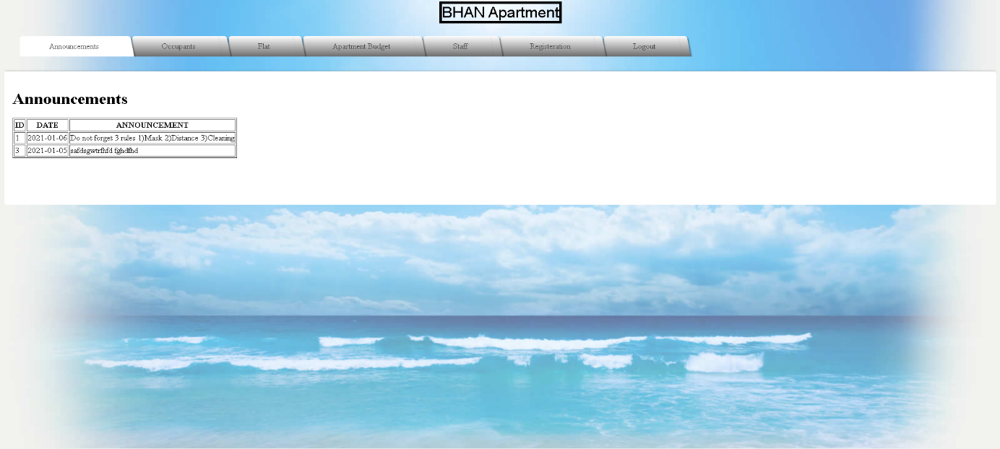 BHAN Apartment
Announcements Occupants Flat Apartment Budget Staff Registeration Logout
Announcements
ID DATE ANNOUNCEMENT
1 2021-01-06 Do not forget 3 rules 1)Mask 2)Distance 3)Cleaning
3 2021-01-05 safdsgwtrfhfd fghdfhd